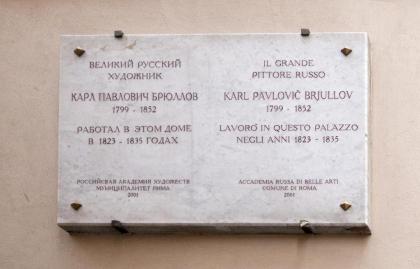 ВЕЛИКИЙ РУССКИЙ
ХУДОЖНИК
КАРЛ ПАВЛОВИЧ БРЮЛЛОВ
1799 - 1852
РАБОТАЛ В ЭТОМ ДОМЕ
В 1823 - 1835 ГОДАХ
РОССИЙСКАЯ АКАДЕМИЯ ХУДОЖЕСТВ
МУНИЦИПАЛИТЕТ РИМА
2001
IL GRANDE
PITTORE RUSSO
KARL PAVLOVIČ BRJULLOV
1799 - 1852
LAVORÒ IN QUESTO PALAZZO
NEGLI ANNI 1823 - 1835
ACCADEMIA RUSSA DI BELLE ARTI
COMUNE DI ROMA
2001